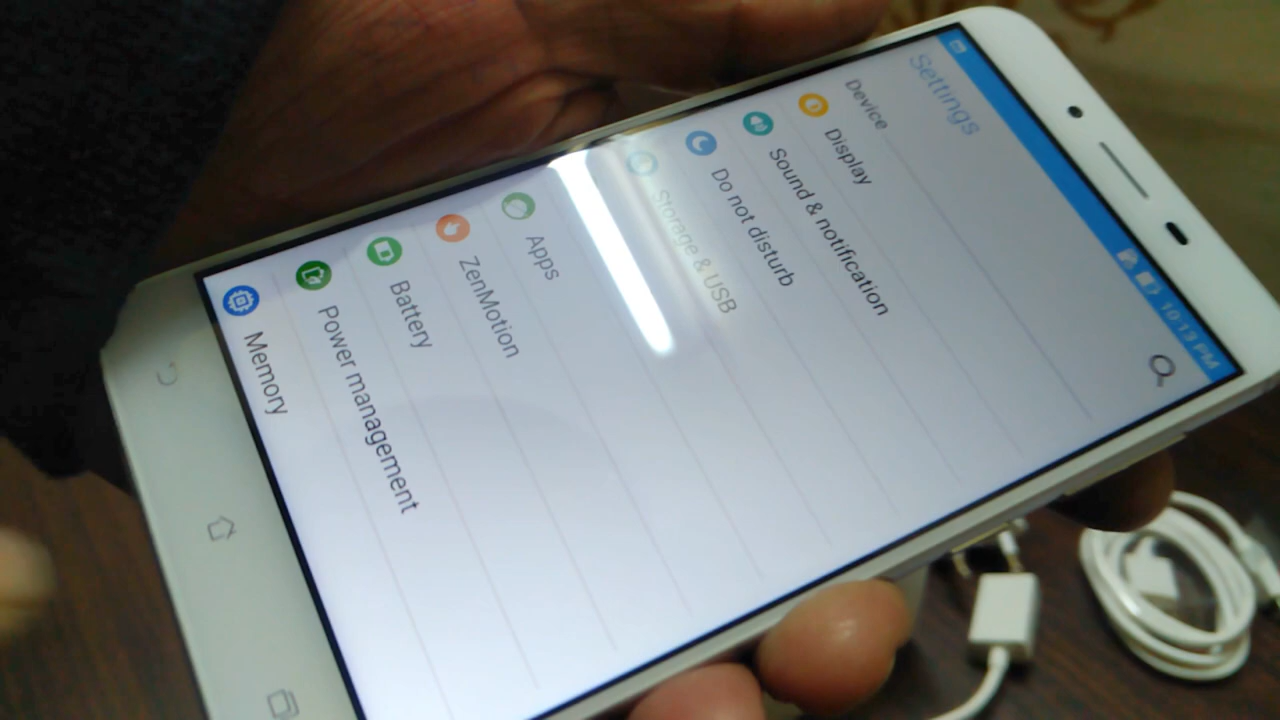 10:13 PM
Settings
Device
Display
Sound & notification
Do not disturb
Storage & USB
Apps
ZenMotion
Battery
Power management
Memory